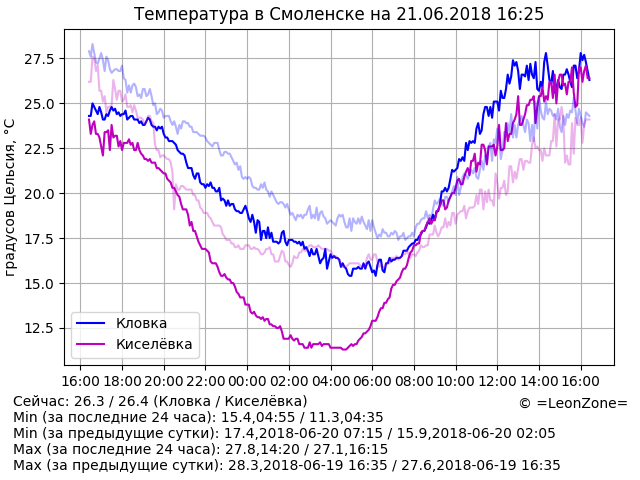 Температура в Смоленске на 21.06.2018 16:25
градусов Цельсия, °C
27.5
25.0
22.5
20.0
17.5
15.0
12.5
Кловка
Киселёвка
16:00 18:00 20:00 22:00 00:00 02:00 04:00 06:00 08:00 10:00 12:00 14:00 16:00
Сейчас: 26.3 / 26.4 (Кловка / Киселёвка)
© =LeonZone=
Min (за последние 24 часа): 15.4,04:55 / 11.3,04:35
Min (за предыдущие сутки): 17.4,2018-06-20 07:15 / 15.9,2018-06-20 02:05
Max (за последние 24 часа): 27.8,14:20 / 27.1,16:15
Max (за предыдущие сутки): 28.3,2018-06-19 16:35 / 27.6,2018-06-19 16:35